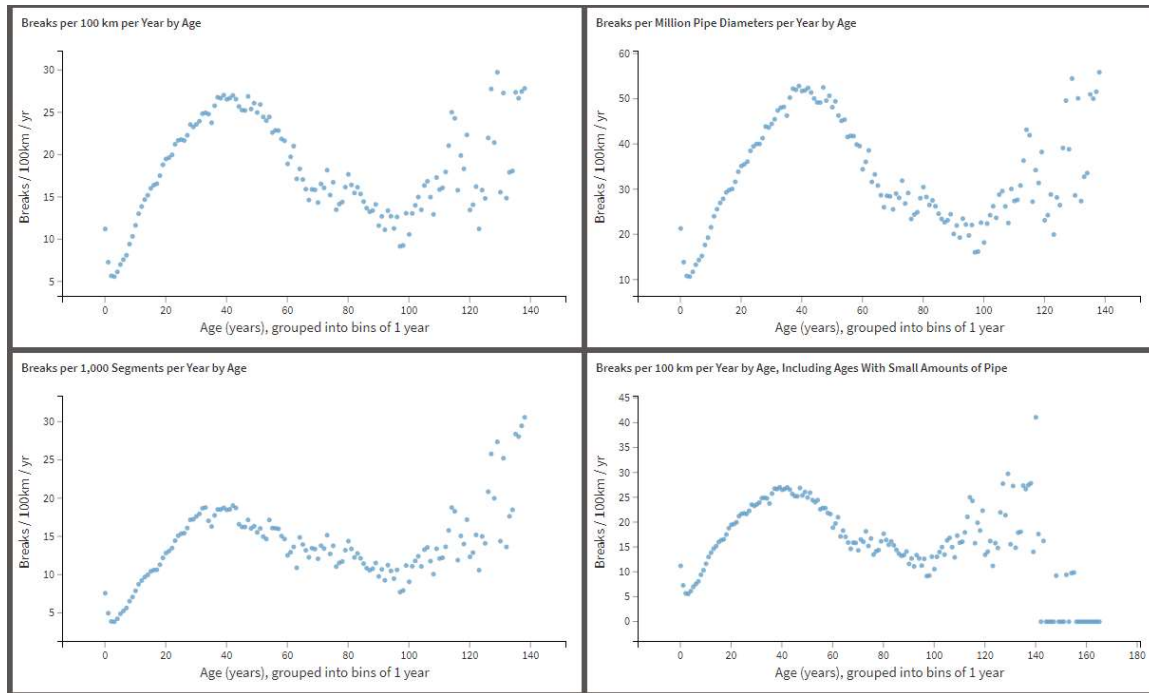 Breaks per 100 km per Year by Age
Breaks / 100km / yr
30
25
20
15
10
5
0 20 40 60 80 100 120 140
Age (years), grouped into bins of 1 year
Breaks per Million Pipe Diameters per Year by Age
Breaks / 100km / yr
60
50
40
30
20
10
0 20 40 60 80 100 120 140
Age (years), grouped into bins of 1 year
Breaks per 1,000 Segments per Year by Age
Breaks / 100km / yr
30
25
20
15
10
5
0 20 40 60 80 100 120 140
Age (years), grouped into bins of 1 year
Breaks per 100 km per Year by Age, Including Ages With Small Amounts of Pipe
Breaks / 100km / yr
45
40
35
30
25
20
15
10
5
0
0 20 40 60 80 100 120 140 160 180
Age (years), grouped into bins of 1 year